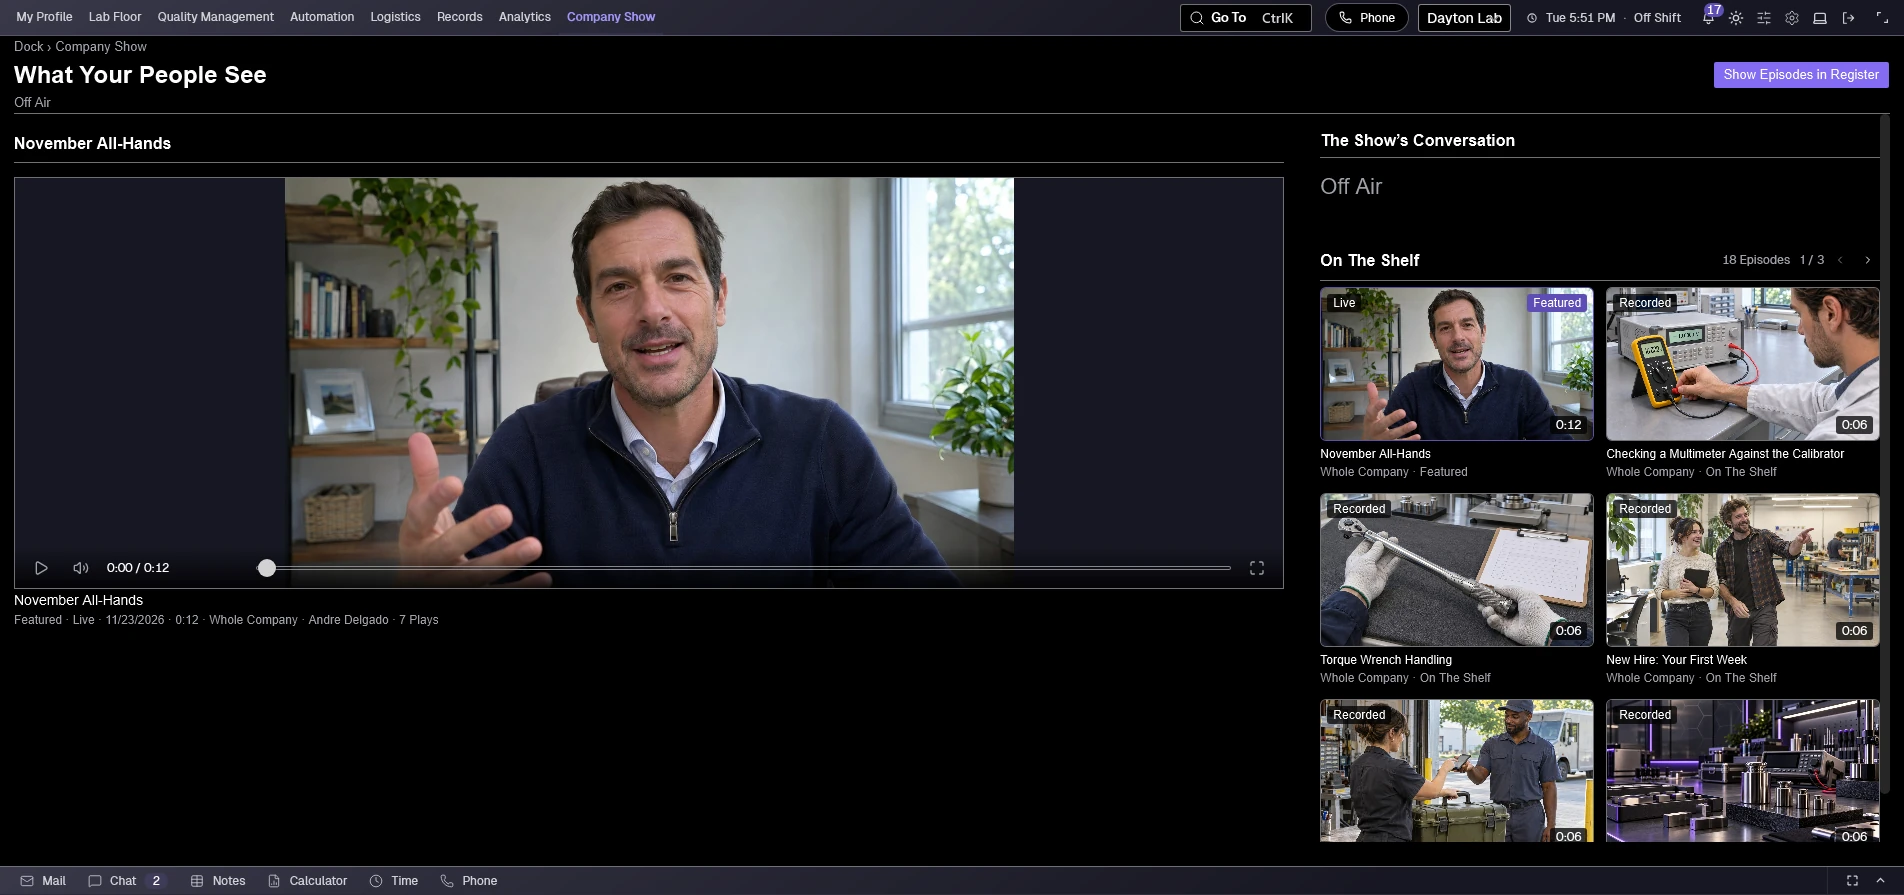 My Profile Lab Floor Quality Management Automation Logistics Records Analytics Company Show Go To CtrlK Phone Dayton Lab Tue 5:51 PM · Off Shift 17
Dock › Company Show
What Your People See
Show Episodes in Register
Off Air
November All-Hands
0:00 / 0:12
November All-Hands
Featured · Live · 11/23/2026 · 0:12 · Whole Company · Andre Delgado · 7 Plays
The Show's Conversation
Off Air
On The Shelf 18 Episodes 1 / 3
Live Featured 0:12
November All-Hands
Whole Company · Featured
Recorded 0:06
Checking a Multimeter Against the Calibrator
Whole Company · On The Shelf
Recorded 0:06
Torque Wrench Handling
Whole Company · On The Shelf
Recorded 0:06
New Hire: Your First Week
Whole Company · On The Shelf
Recorded 0:06
Recorded 0:06
Mail Chat 2 Notes Calculator Time Phone